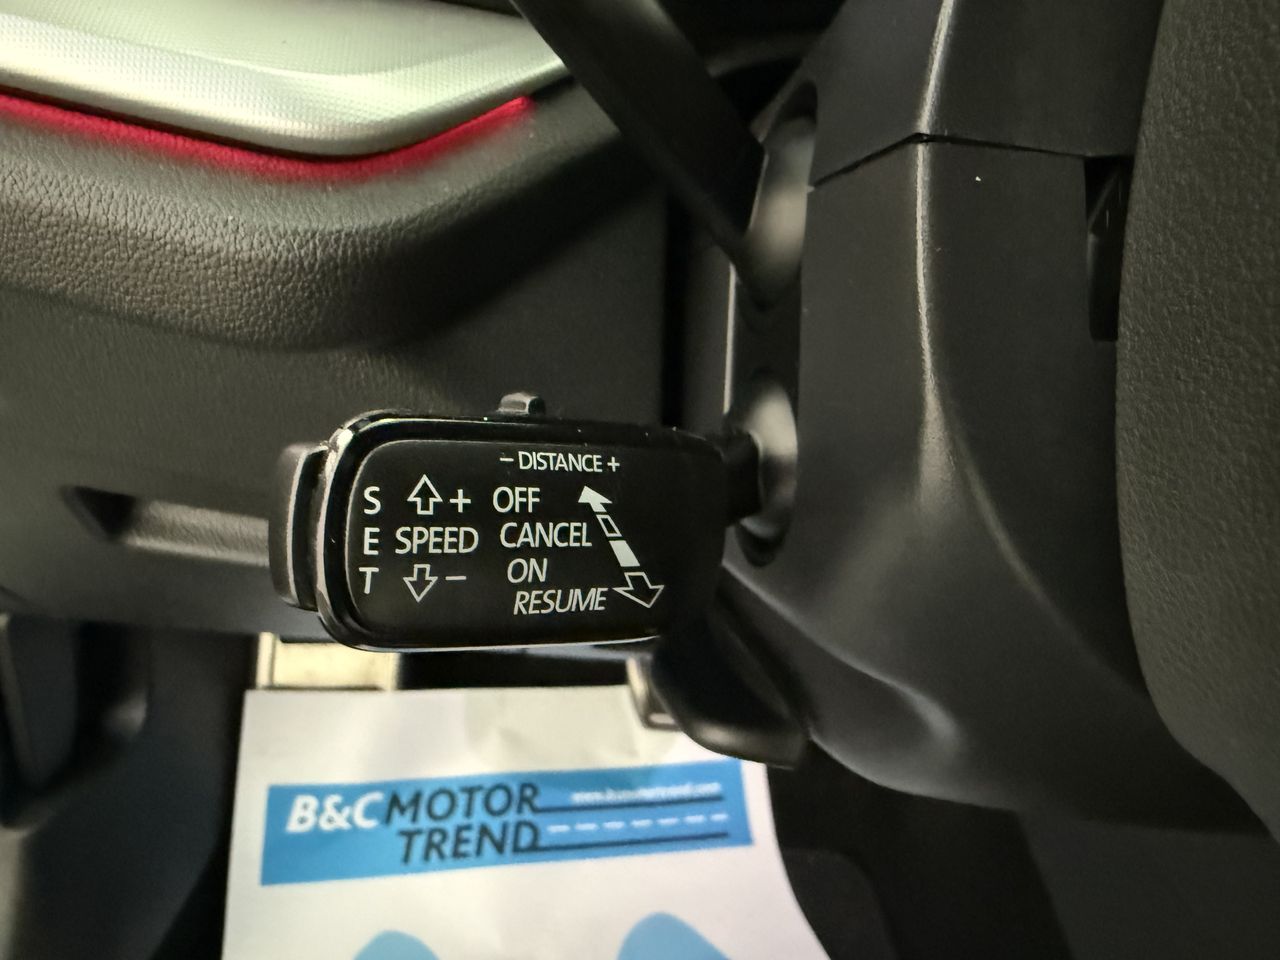 – DISTANCE +
S + OFF
E SPEED CANCEL
T – ON
RESUME
B&C MOTOR
TREND